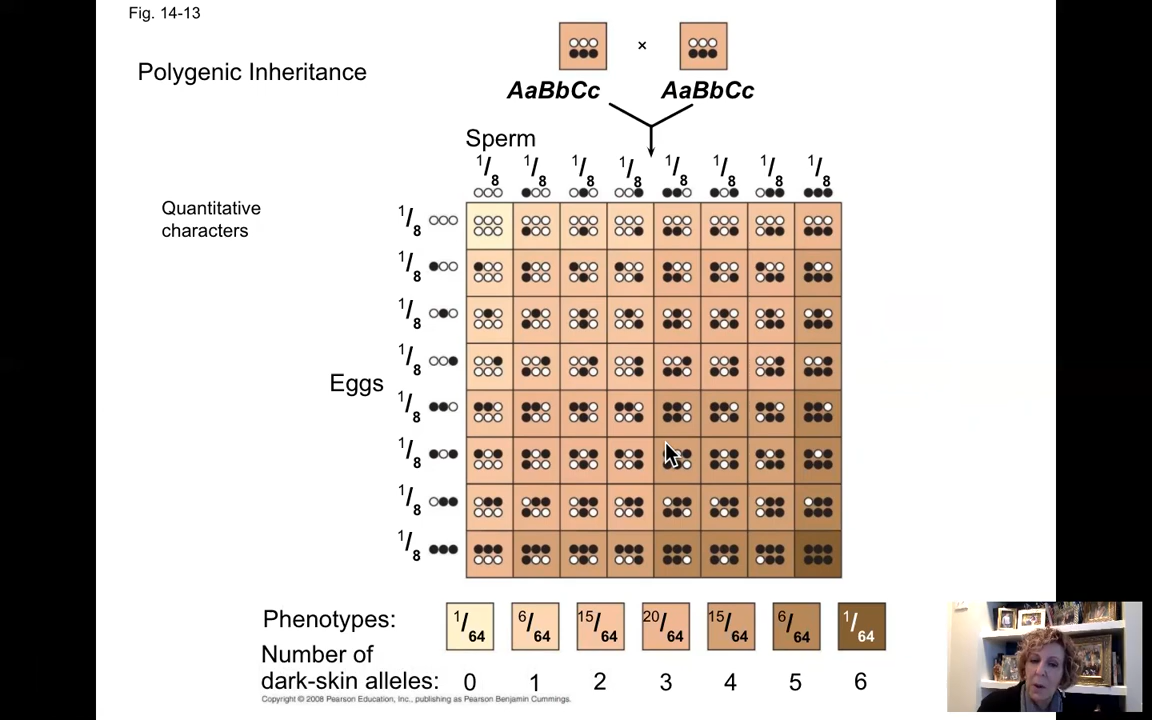 Fig. 14-13
Polygenic Inheritance
×
AaBbCc AaBbCc
Sperm
1/8 1/8 1/8 1/8 1/8 1/8 1/8 1/8
Quantitative
characters
1/8
1/8
1/8
1/8
Eggs
1/8
1/8
1/8
1/8
Phenotypes: 1/64 6/64 15/64 20/64 15/64 6/64 1/64
Number of
dark-skin alleles: 0 1 2 3 4 5 6
Copyright © 2008 Pearson Education, Inc., publishing as Pearson Benjamin Cummings.